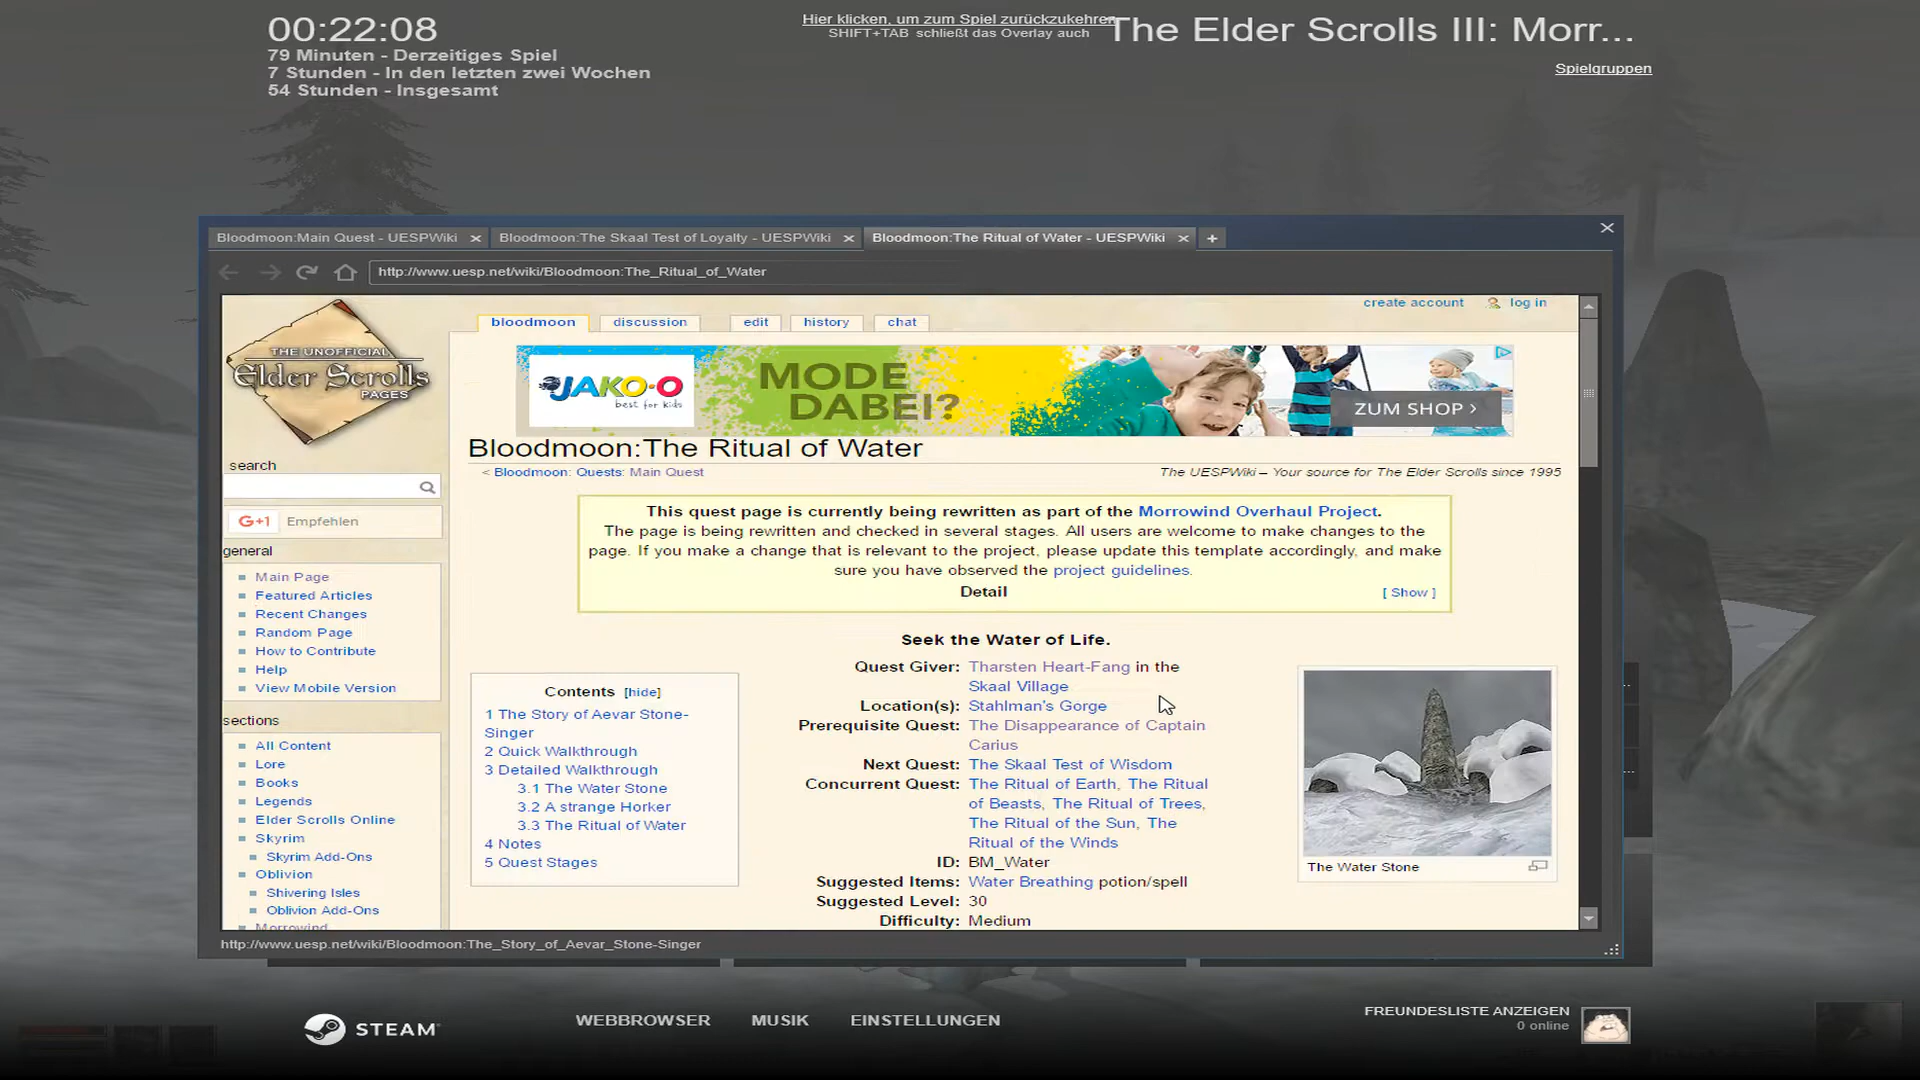 00:22:08
79 Minuten - Derzeitiges Spiel
7 Stunden - In den letzten zwei Wochen
54 Stunden - Insgesamt
Hier klicken, um zum Spiel zurückzukehren
SHIFT+TAB schließt das Overlay auch
The Elder Scrolls III: Morr...
Spielgruppen
Bloodmoon:Main Quest - UESPWiki
Bloodmoon:The Skaal Test of Loyalty - UESPWiki
Bloodmoon:The Ritual of Water - UESPWiki
http://www.uesp.net/wiki/Bloodmoon:The_Ritual_of_Water
create account
log in
bloodmoon
discussion
edit
history
chat
THE UNOFFICIAL
Elder Scrolls
PAGES
JAKO-O
best for kids
MODE
DABEI?
ZUM SHOP >
Bloodmoon:The Ritual of Water
< Bloodmoon: Quests: Main Quest
The UESPWiki – Your source for The Elder Scrolls since 1995
search
G+1 Empfehlen
general
Main Page
Featured Articles
Recent Changes
Random Page
How to Contribute
Help
View Mobile Version
sections
All Content
Lore
Books
Legends
Elder Scrolls Online
Skyrim
Skyrim Add-Ons
Oblivion
Shivering Isles
Oblivion Add-Ons
Morrowind
This quest page is currently being rewritten as part of the Morrowind Overhaul Project.
The page is being rewritten and checked in several stages. All users are welcome to make changes to the
page. If you make a change that is relevant to the project, please update this template accordingly, and make
sure you have observed the project guidelines.
Detail
[ Show ]
Contents [hide]
1 The Story of Aevar Stone-
Singer
2 Quick Walkthrough
3 Detailed Walkthrough
3.1 The Water Stone
3.2 A strange Horker
3.3 The Ritual of Water
4 Notes
5 Quest Stages
Seek the Water of Life.
Quest Giver: Tharsten Heart-Fang in the
Skaal Village
Location(s): Stahlman's Gorge
Prerequisite Quest: The Disappearance of Captain
Carius
Next Quest: The Skaal Test of Wisdom
Concurrent Quest: The Ritual of Earth, The Ritual
of Beasts, The Ritual of Trees,
The Ritual of the Sun, The
Ritual of the Winds
ID: BM_Water
Suggested Items: Water Breathing potion/spell
Suggested Level: 30
Difficulty: Medium
The Water Stone
http://www.uesp.net/wiki/Bloodmoon:The_Story_of_Aevar_Stone-Singer
STEAM
WEBBROWSER
MUSIK
EINSTELLUNGEN
FREUNDESLISTE ANZEIGEN
0 online